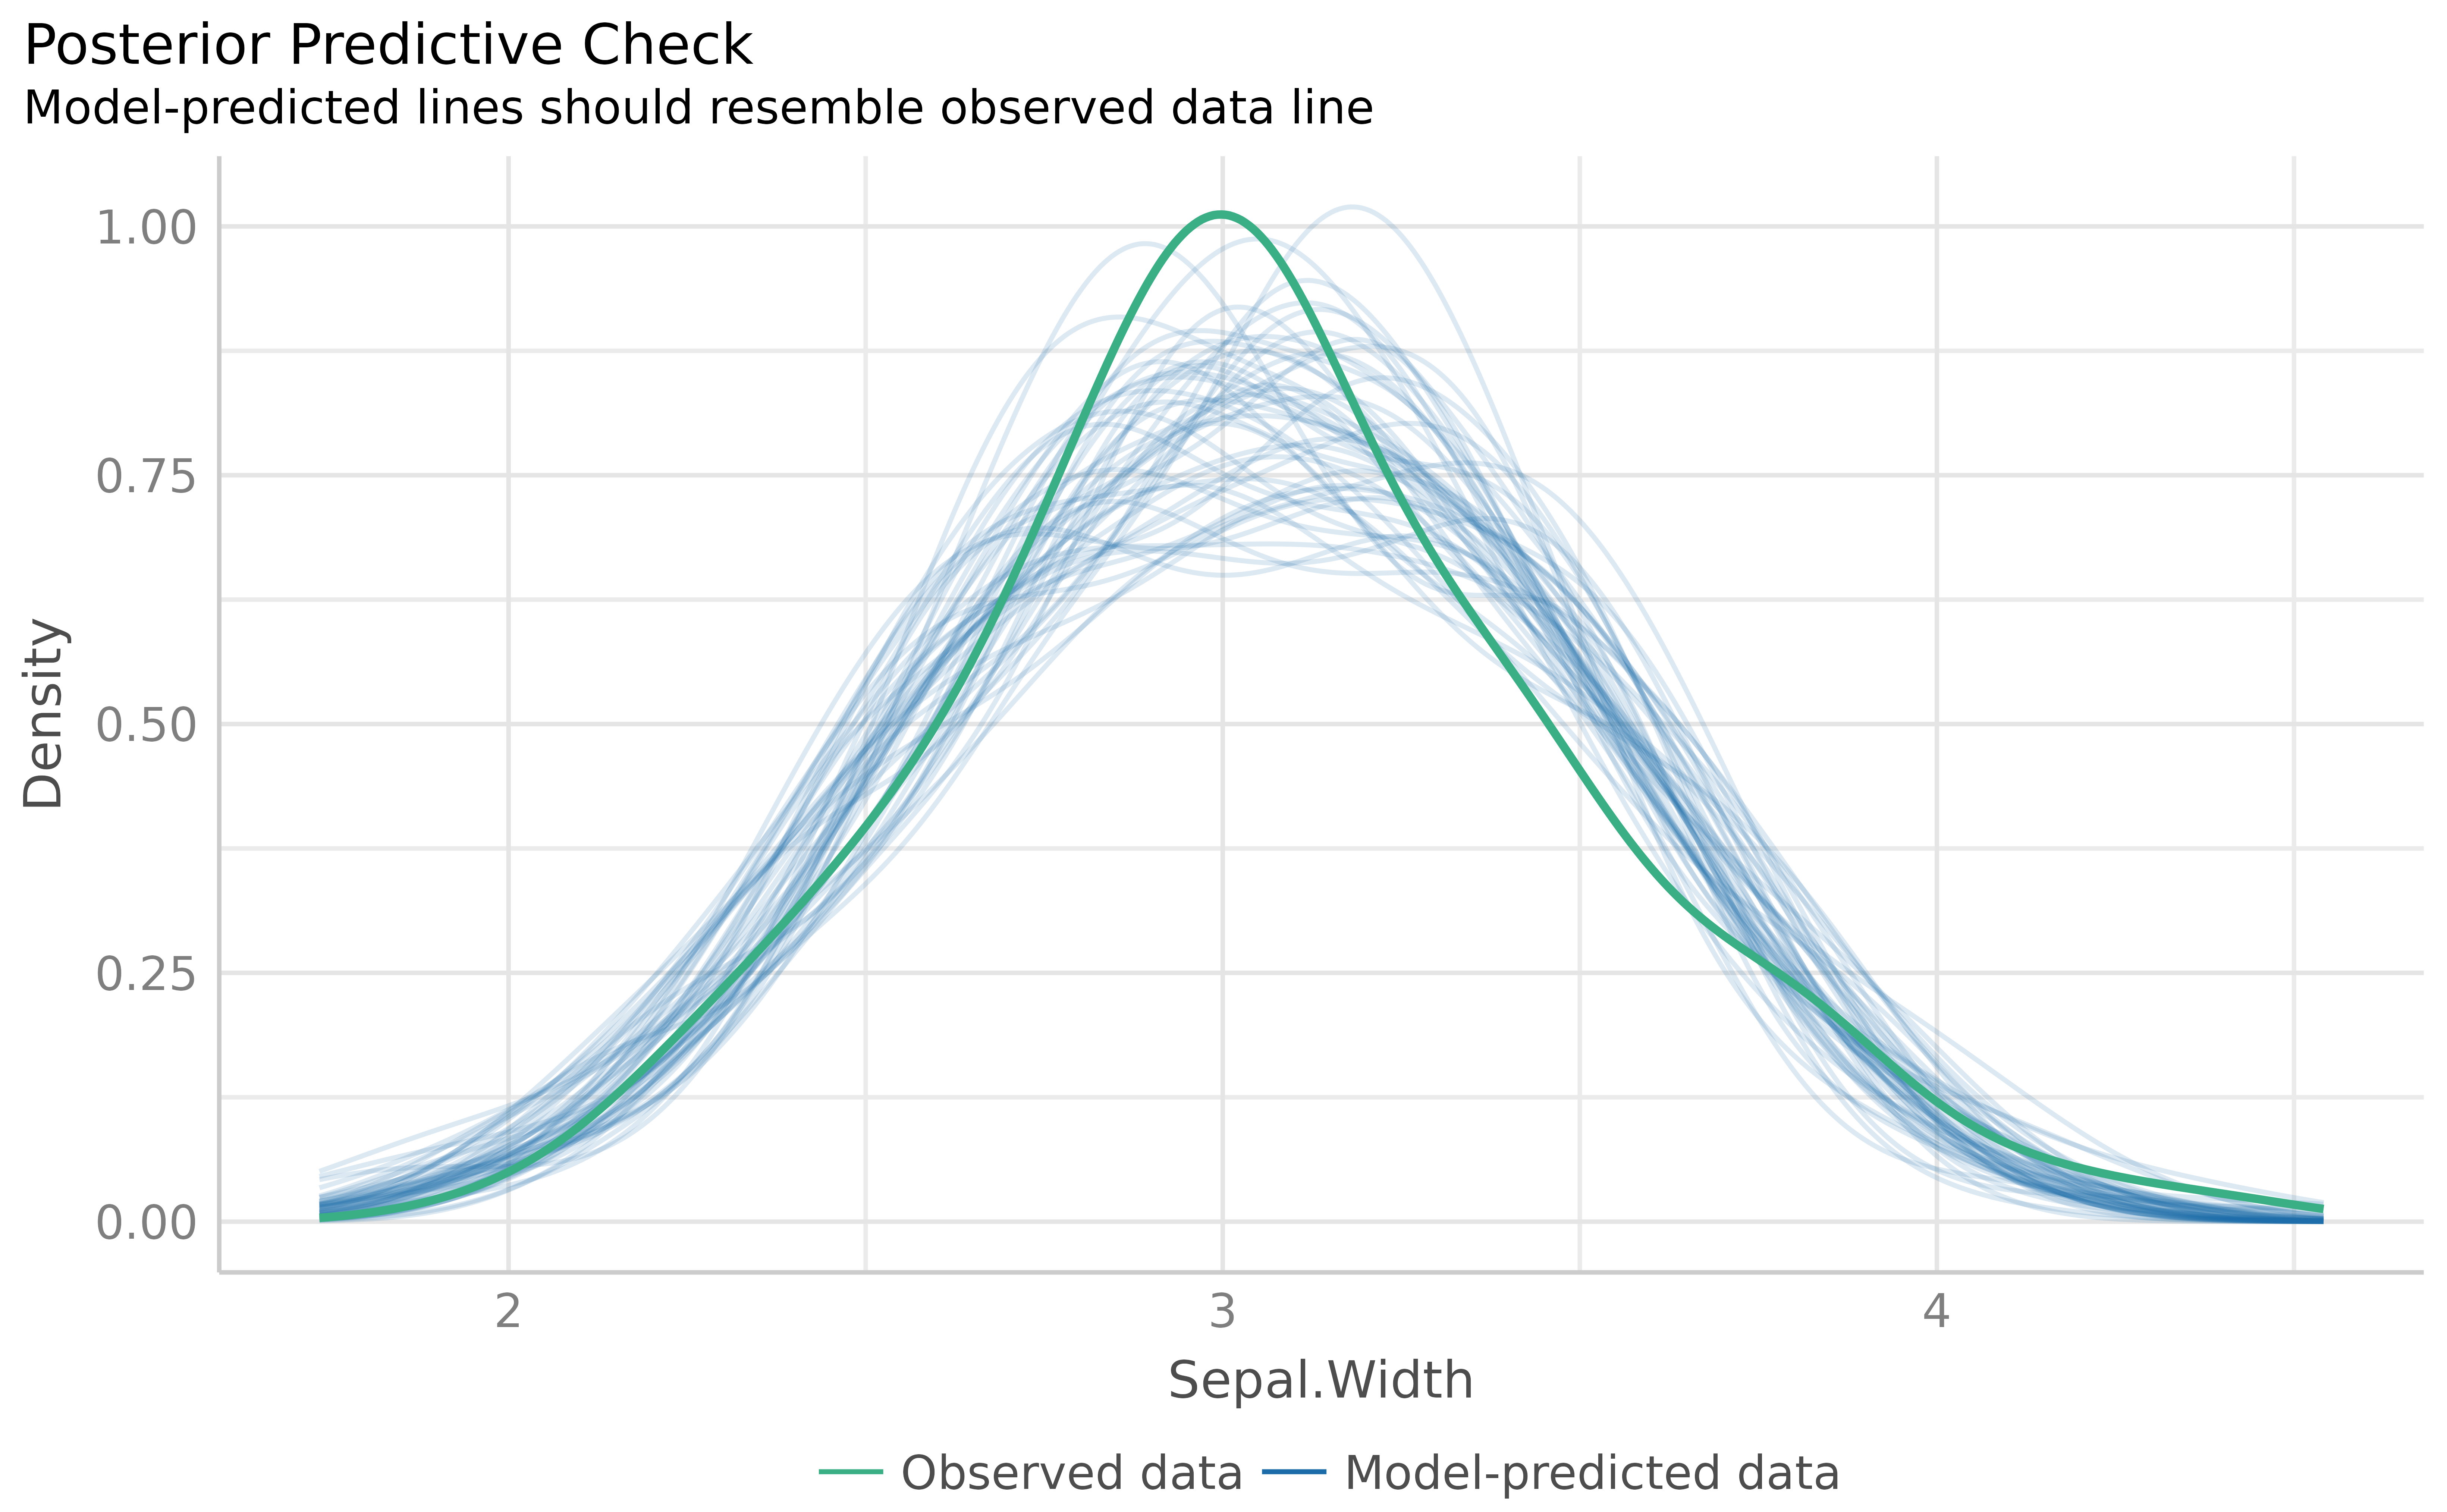 Posterior Predictive Check
Model-predicted lines should resemble observed data line
Density
1.00
0.75
0.50
0.25
0.00
2
3
4
Sepal.Width
Observed data
Model-predicted data